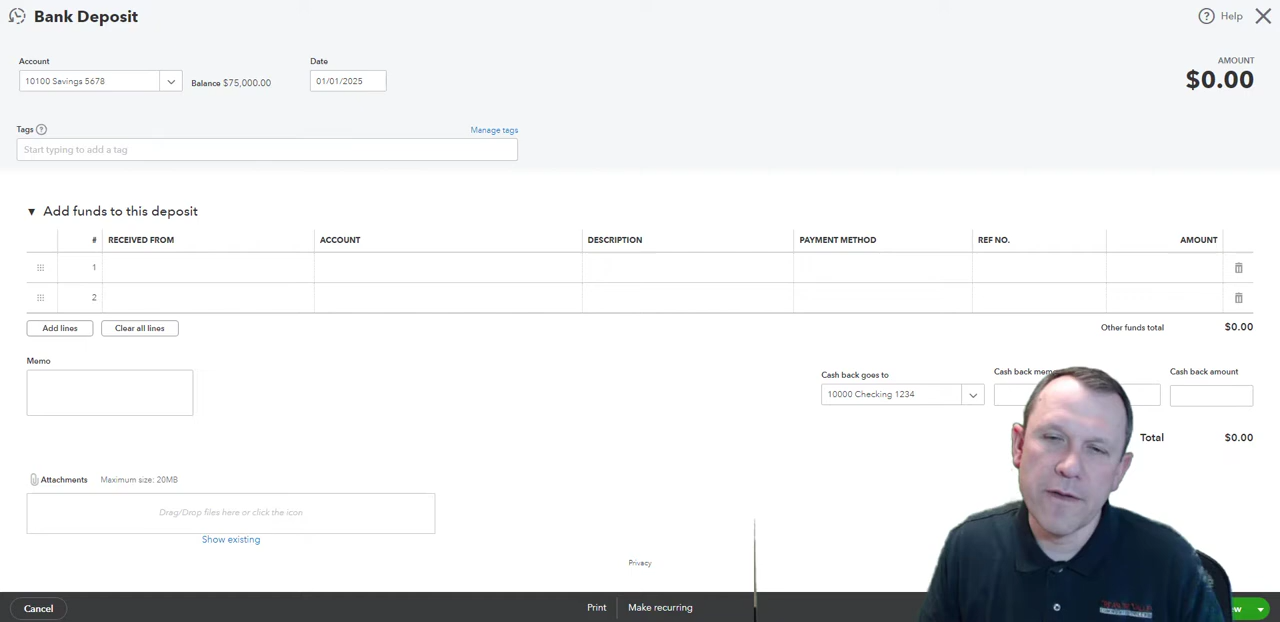 Bank Deposit
Help
Account
Date
AMOUNT
10100 Savings 5678
Balance $75,000.00
01/01/2025
$0.00
Tags
Manage tags
Start typing to add a tag
Add funds to this deposit
# RECEIVED FROM ACCOUNT DESCRIPTION PAYMENT METHOD REF NO. AMOUNT
1
2
Add lines Clear all lines
Other funds total $0.00
Memo
Cash back goes to
Cash back memo
Cash back amount
10000 Checking 1234
Total $0.00
Attachments Maximum size: 20MB
Drag/Drop files here or click the icon
Show existing
Privacy
Cancel
Print
Make recurring